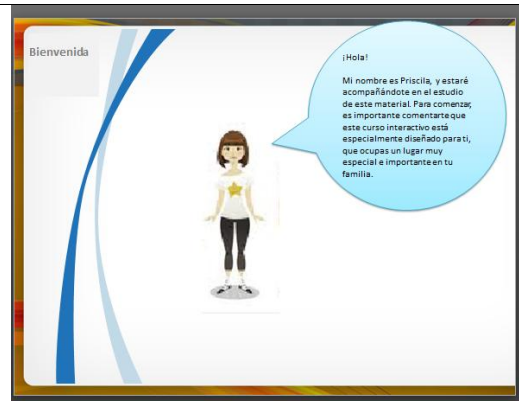 Bienvenida
¡Hola!
Mi nombre es Priscila, y estaré
acompañándote en el estudio
de este material. Para comenzar,
es importante comentarte que
este curso interactivo está
especialmente diseñado para ti,
que ocupas un lugar muy
especial e importante en tu
familia.